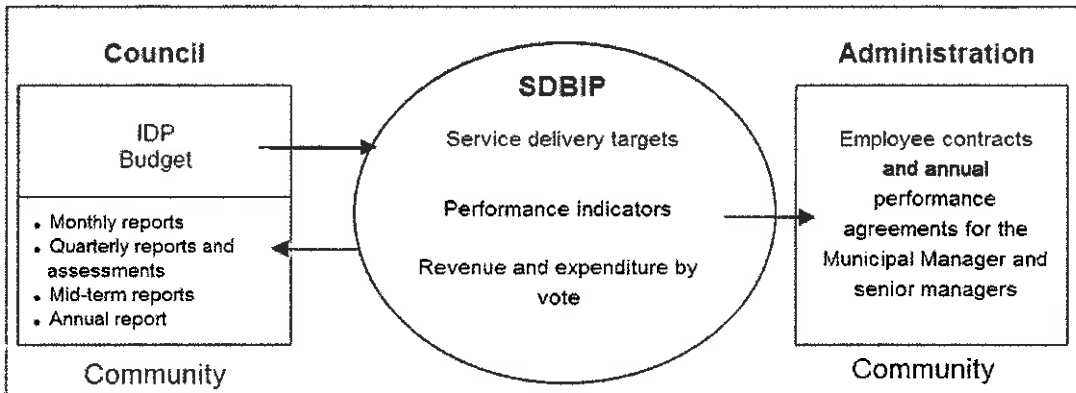 Council
IDP
Budget
• Monthly reports
• Quarterly reports and
assessments
• Mid-term reports
• Annual report
Community
SDBIP
Service delivery targets
Performance indicators
Revenue and expenditure by
vote
Administration
Employee contracts
and annual
performance
agreements for the
Municipal Manager and
senior managers
Community